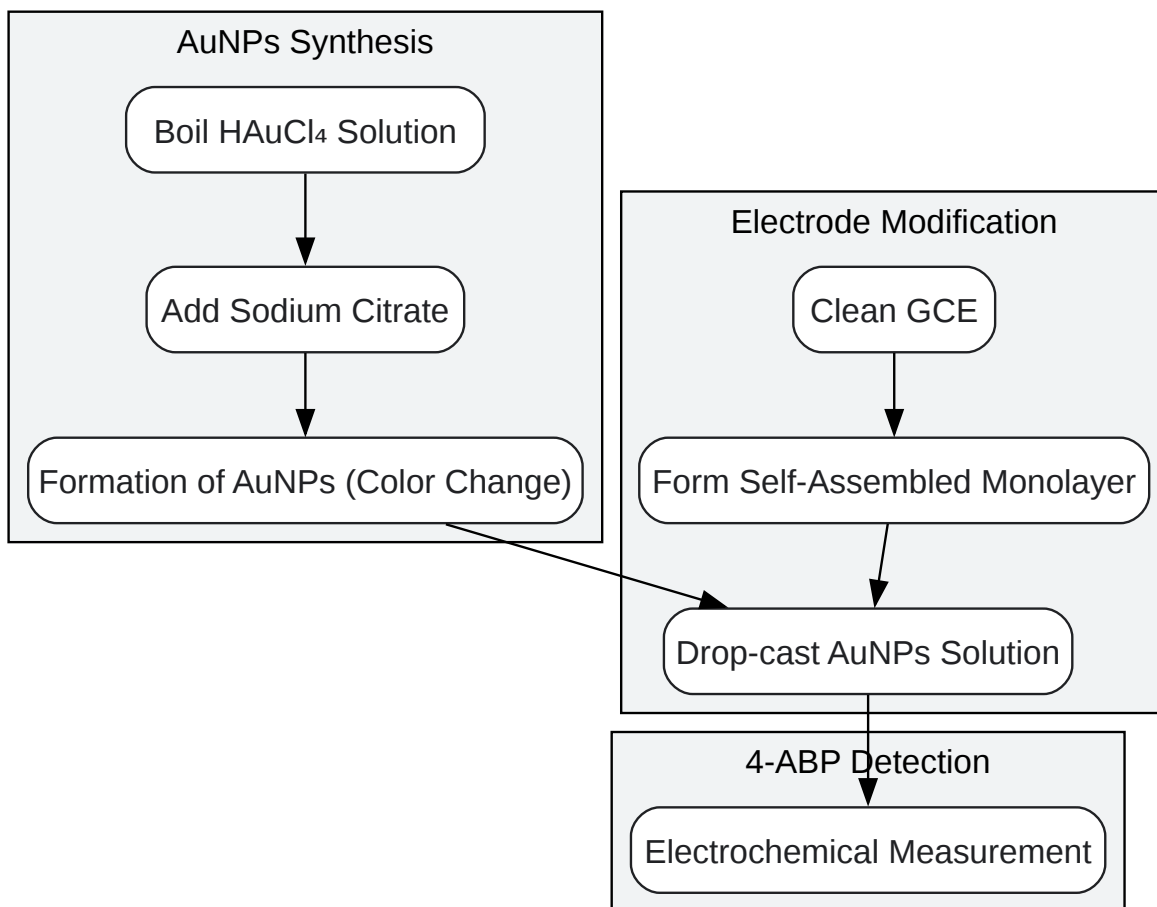 AuNPs Synthesis
Boil HAuCl₄ Solution
Add Sodium Citrate
Formation of AuNPs (Color Change)
Electrode Modification
Clean GCE
Form Self-Assembled Monolayer
Drop-cast AuNPs Solution
4-ABP Detection
Electrochemical Measurement